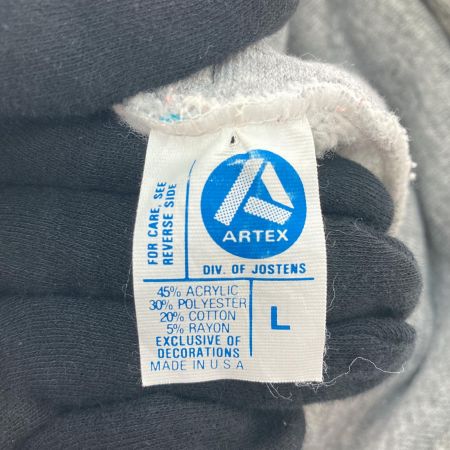 FOR CARE, SEE
REVERSE SIDE
ARTEX
DIV. OF JOSTENS
45% ACRYLIC
30% POLYESTER
20% COTTON
5% RAYON
EXCLUSIVE OF
DECORATIONS
MADE IN U.S.A
L